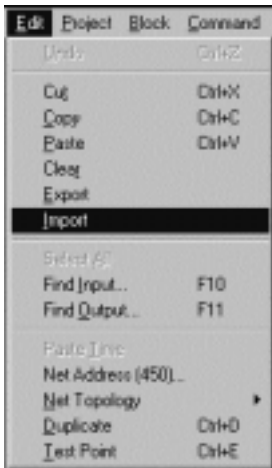 Edit Project Block Command
Undo Ctrl+Z
Cut Ctrl+X
Copy Ctrl+C
Paste Ctrl+V
Clear
Export
Import
Select All
Find Input... F10
Find Output... F11
Paste Time
Net Address (450)...
Net Topology
Duplicate Ctrl+D
Test Point Ctrl+E